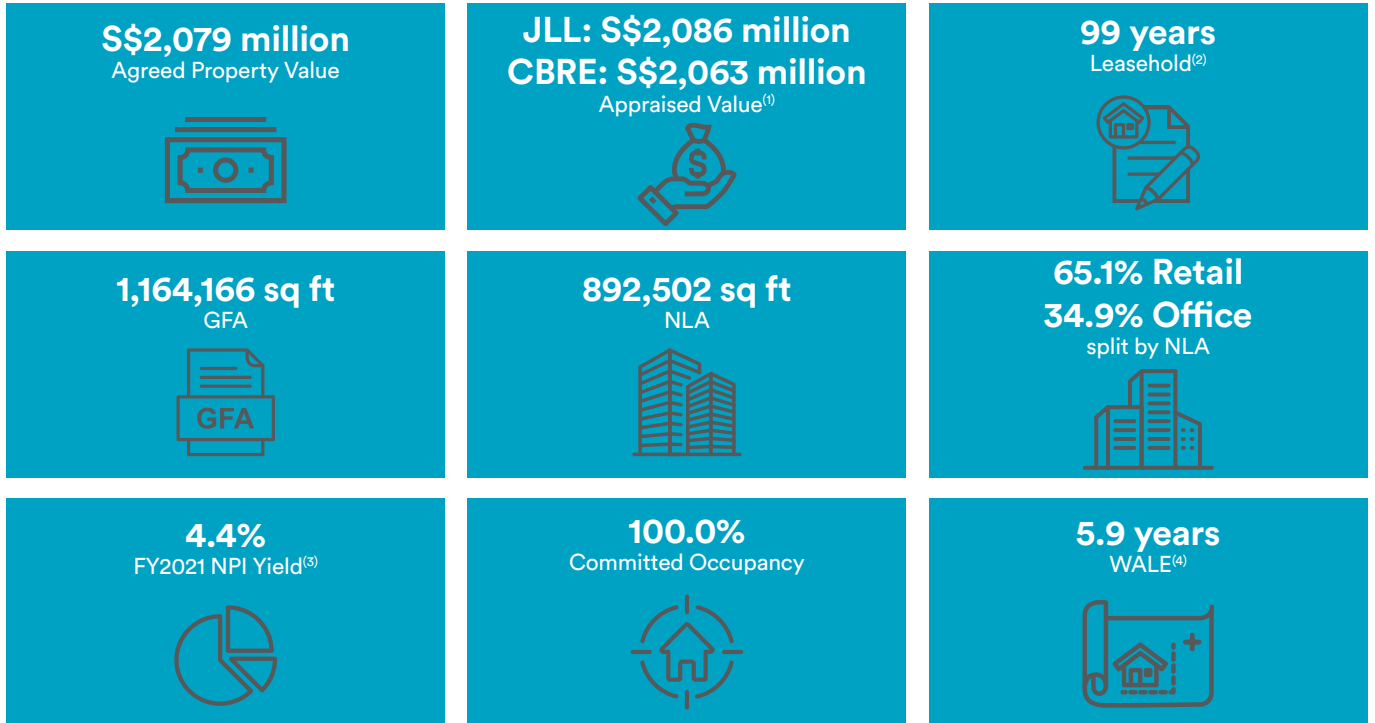 S$2,079 million
Agreed Property Value
JLL: S$2,086 million
CBRE: S$2,063 million
Appraised Value(1)
$
99 years
Leasehold(2)
1,164,166 sq ft
GFA
GFA
892,502 sq ft
NLA
65.1% Retail
34.9% Office
split by NLA
4.4%
FY2021 NPI Yield(3)
100.0%
Committed Occupancy
5.9 years
WALE(4)